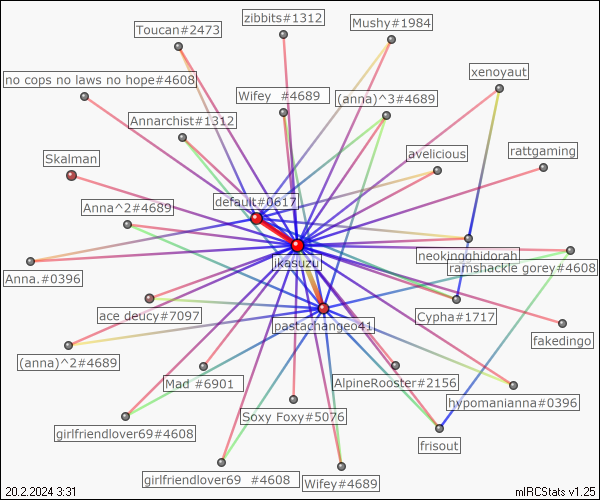 zibbits#1312
Mushy#1984
Toucan#2473
xenoyaut
no cops no laws no hope#4608
Wifey  #4689
(anna)^3#4689
Annarchist#1312
avelicious
rattgaming
Skalman
default#0617
Anna^2#4689
neokingghidorah
ikasuzu
ramshackle gorey#4608
Anna.#0396
ace deucy#7097
Cypha#1717
pastachangeo41
fakedingo
(anna)^2#4689
Mad #6901
AlpineRooster#2156
hypomanianna#0396
Soxy Foxy#5076
girlfriendlover69#4608
frisout
girlfriendlover69  #4608
Wifey#4689
20.2.2024 3:31
mIRCStats v1.25